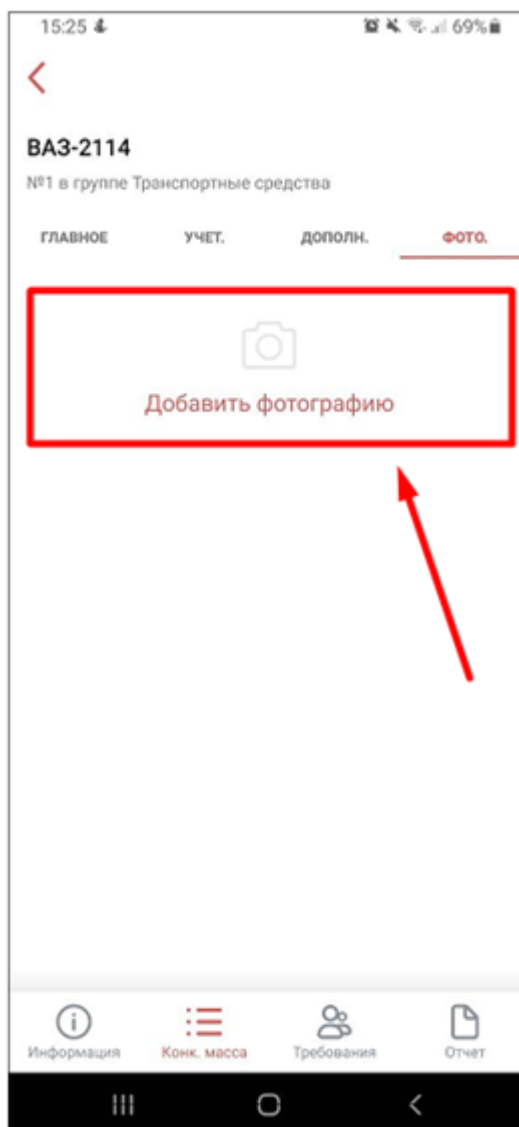 15:25 69%
ВАЗ-2114
№1 в группе Транспортные средства
ГЛАВНОЕ УЧЕТ. ДОПОЛН. ФОТО.
Добавить фотографию
Информация Конк. масса Требования Отчет